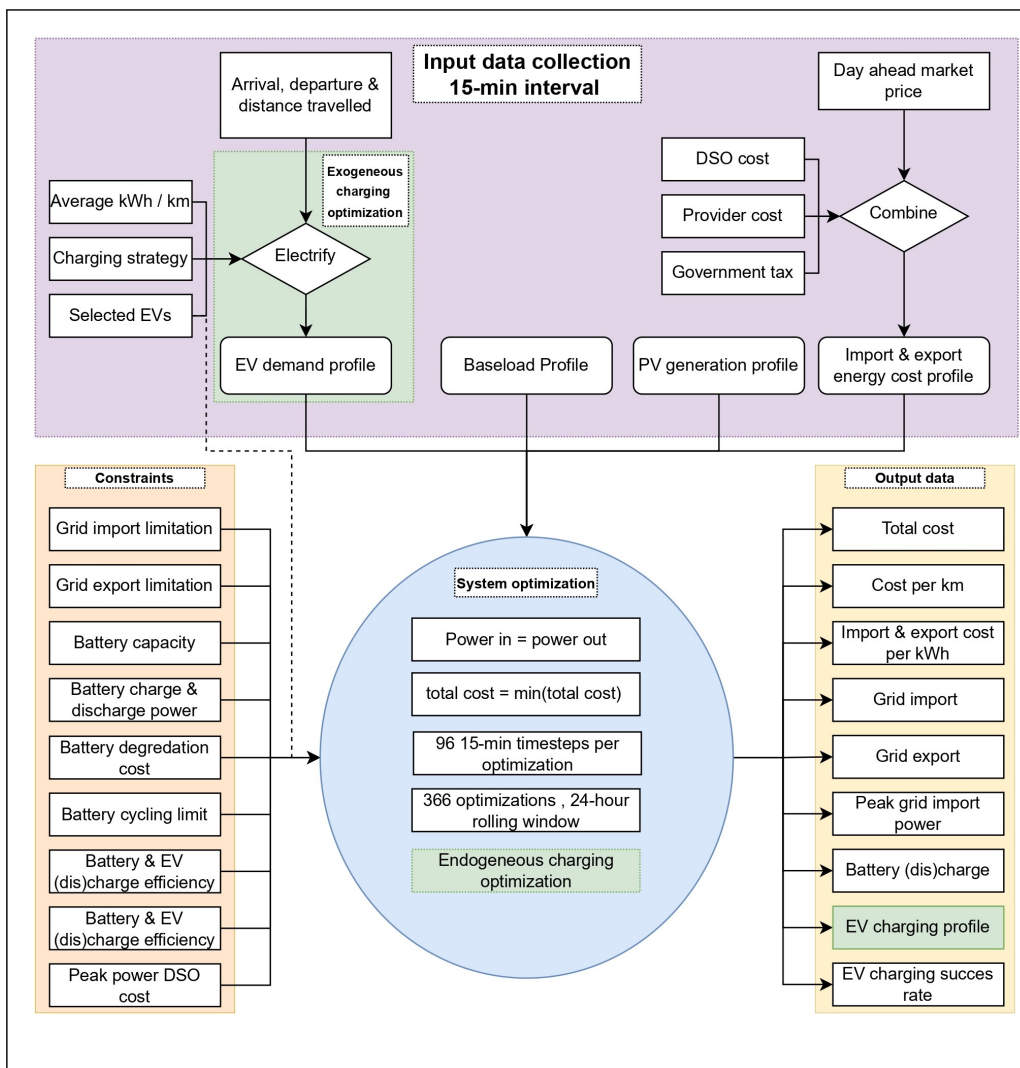 Input data collection
15-min interval
Arrival, departure &
distance travelled
Day ahead market
price
Exogeneous
charging
optimization
DSO cost
Average kWh / km
Provider cost
Combine
Charging strategy
Electrify
Government tax
Selected EVs
EV demand profile
Baseload Profile
PV generation profile
Import & export
energy cost profile
Constraints
Grid import limitation
Grid export limitation
Battery capacity
Battery charge &
discharge power
Battery degredation
cost
Battery cycling limit
Battery & EV
(dis)charge efficiency
Battery & EV
(dis)charge efficiency
Peak power DSO
cost
System optimization
Power in = power out
total cost = min(total cost)
96 15-min timesteps per
optimization
366 optimizations , 24-hour
rolling window
Endogeneous charging
optimization
Output data
Total cost
Cost per km
Import & export cost
per kWh
Grid import
Grid export
Peak grid import
power
Battery (dis)charge
EV charging profile
EV charging succes
rate